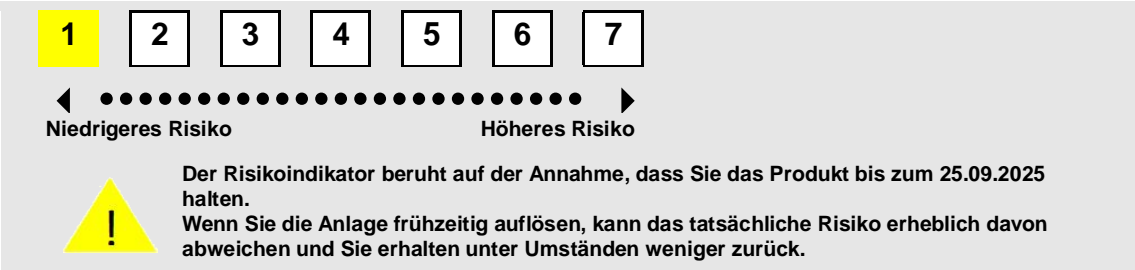 1 2 3 4 5 6 7
Niedrigeres Risiko Höheres Risiko
Der Risikoindikator beruht auf der Annahme, dass Sie das Produkt bis zum 25.09.2025
halten.
Wenn Sie die Anlage frühzeitig auflösen, kann das tatsächliche Risiko erheblich davon
abweichen und Sie erhalten unter Umständen weniger zurück.
!